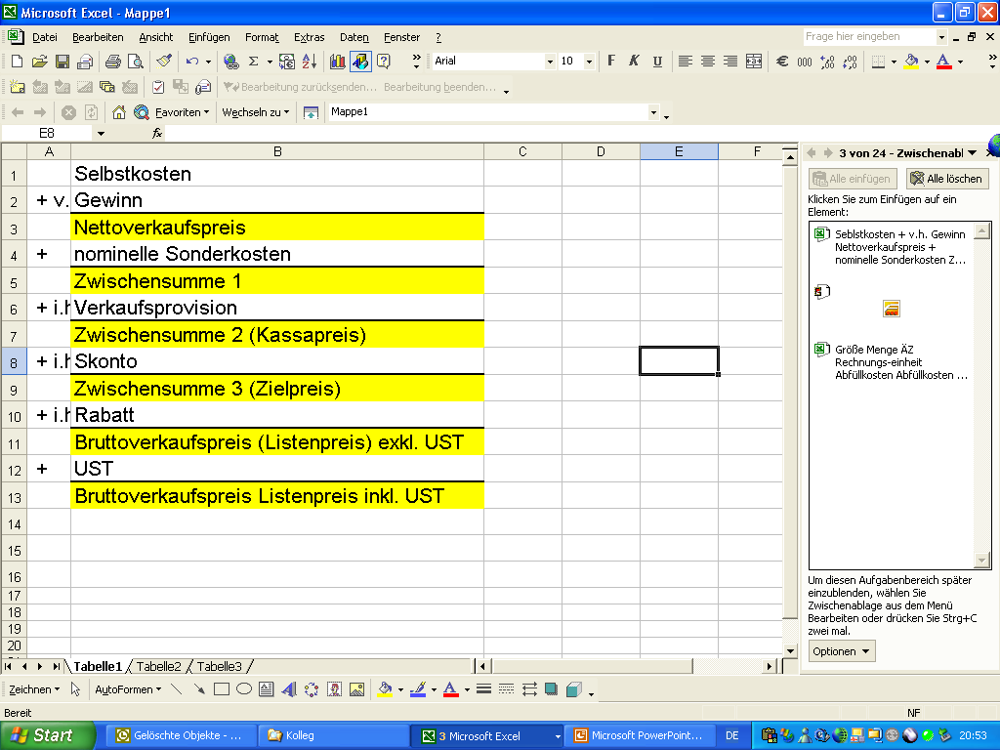 Microsoft Excel - Mappe1
Datei Bearbeiten Ansicht Einfügen Format Extras Daten Fenster ? Frage hier eingeben
Arial 10 F K U € 000
Bearbeitung zurücksenden... Bearbeitung beenden...
Favoriten Wechseln zu Mappe1
E8 fx
A B C D E F
1 Selbstkosten
2 + v. Gewinn
3 Nettoverkaufspreis
4 + nominelle Sonderkosten
5 Zwischensumme 1
6 + i.h Verkaufsprovision
7 Zwischensumme 2 (Kassapreis)
8 + i.h Skonto
9 Zwischensumme 3 (Zielpreis)
10 + i.h Rabatt
11 Bruttoverkaufspreis (Listenpreis) exkl. UST
12 + UST
13 Bruttoverkaufspreis Listenpreis inkl. UST
14
15
16
17
18
19
20
3 von 24 - Zwischenabl
Alle einfügen Alle löschen
Klicken Sie zum Einfügen auf ein
Element:
Seblstkosten + v.h. Gewinn
Nettoverkaufspreis +
nominelle Sonderkosten Z...
Größe Menge ÄZ
Rechnungs-einheit
Abfüllkosten Abfüllkosten ...
Um diesen Aufgabenbereich später
einzublenden, wählen Sie
Zwischenablage aus dem Menü
Bearbeiten oder drücken Sie Strg+C
zwei mal.
Optionen
Tabelle1 Tabelle2 Tabelle3
Zeichnen AutoFormen
Bereit NF
Start Gelöschte Objekte - ... Kolleg 3 Microsoft Excel Microsoft PowerPoint... DE 20:53